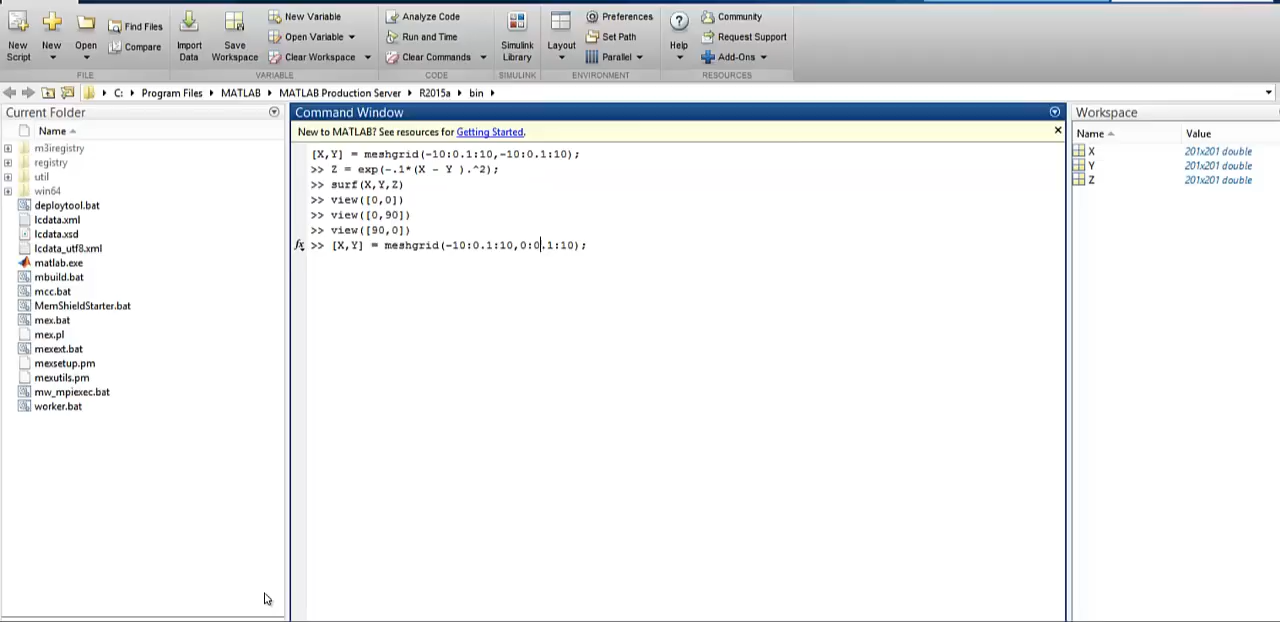 New Script
New
Open
Find Files
Compare
Import Data
Save Workspace
New Variable
Open Variable
Clear Workspace
Analyze Code
Run and Time
Clear Commands
Simulink Library
Layout
Preferences
Set Path
Parallel
Help
Community
Request Support
Add-Ons
FILE
VARIABLE
CODE
SIMULINK
ENVIRONMENT
RESOURCES
C: Program Files MATLAB MATLAB Production Server R2015a bin
Current Folder
Name
m3iregistry
registry
util
win64
deploytool.bat
lcdata.xml
lcdata.xsd
lcdata_utf8.xml
matlab.exe
mbuild.bat
mcc.bat
MemShieldStarter.bat
mex.bat
mex.pl
mexext.bat
mexsetup.pm
mexutils.pm
mw_mpiexec.bat
worker.bat
Command Window
New to MATLAB? See resources for Getting Started.
[X,Y] = meshgrid(-10:0.1:10,-10:0.1:10);
>> Z = exp(-.1*(X - Y ).^2);
>> surf(X,Y,Z)
>> view([0,0])
>> view([0,90])
>> view([90,0])
fx >> [X,Y] = meshgrid(-10:0.1:10,0:0.1:10);
Workspace
Name Value
X 201x201 double
Y 201x201 double
Z 201x201 double